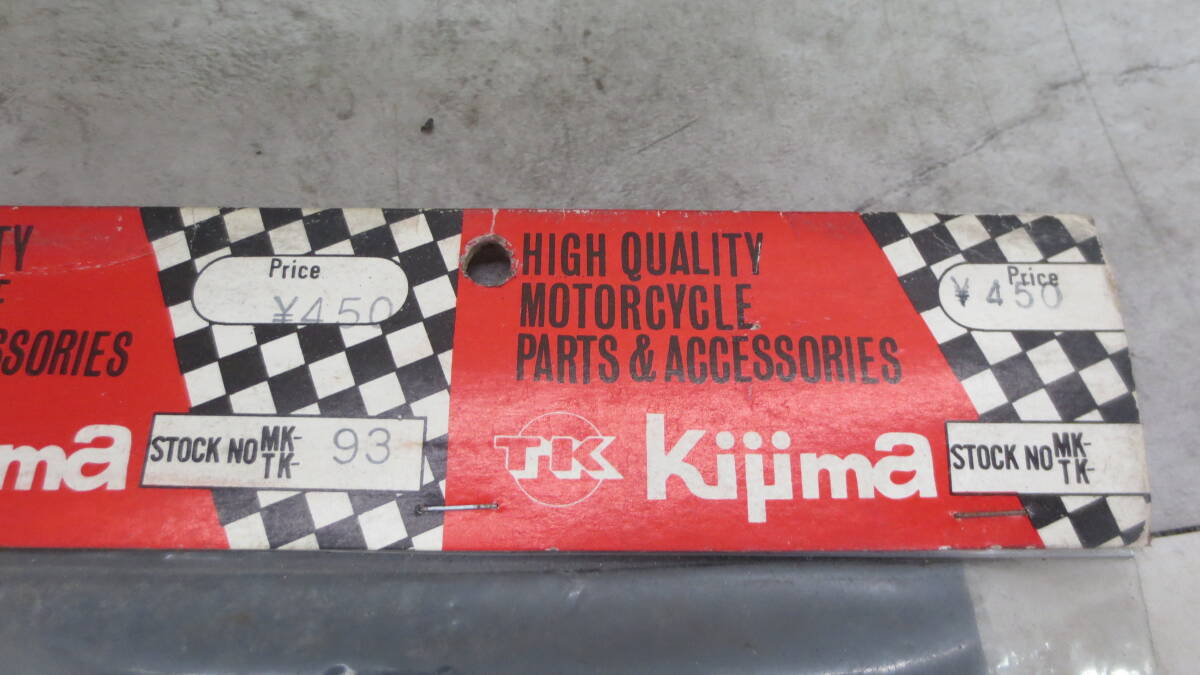 TY
SSORIES
ma
Price
¥450
STOCK NO MK-
TK-
93
HIGH QUALITY
MOTORCYCLE
PARTS & ACCESSORIES
TK Kijima
Price
¥450
STOCK NO MK-
TK-